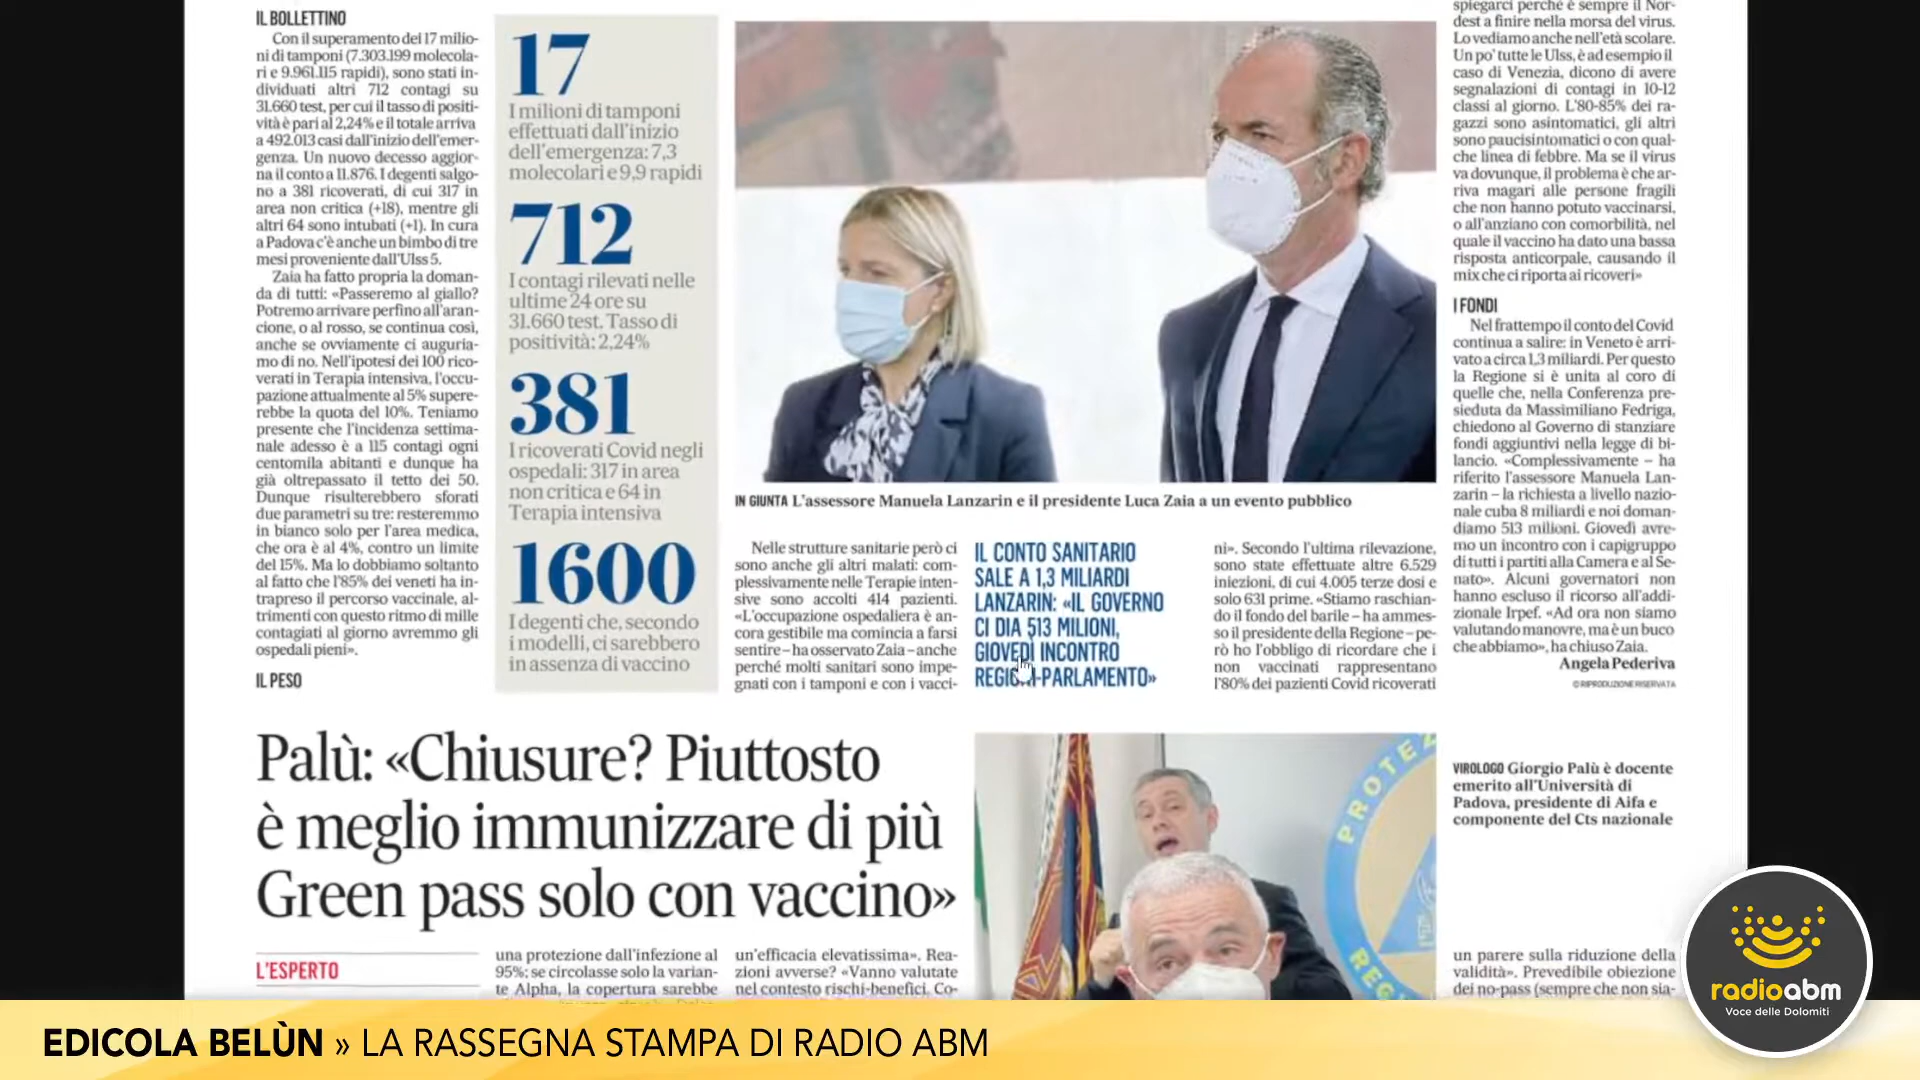 IL BOLLETTINO
Con il superamento dei 17 milio-
ni di tamponi (7.303.199 molecola-
ri e 9.961.115 rapidi), sono stati in-
dividuati altri 712 contagi su
31.660 test, per cui il tasso di positi-
vità è pari al 2,24% e il totale arriva
a 492.013 casi dall'inizio dell'emer-
genza. Un nuovo decesso aggior-
na il conto a 11.876. I degenti salgo-
no a 381 ricoverati, di cui 317 in
area non critica (+18), mentre gli
altri 64 sono intubati (+1). In cura
a Padova c'è anche un bimbo di tre
mesi proveniente dall'Ulss 5.
Zaia ha fatto propria la doman-
da di tutti: «Passeremo al giallo?
Potremo arrivare perfino all'aran-
cione, o al rosso, se continua così,
anche se ovviamente ci auguria-
mo di no. Nell'ipotesi dei 100 rico-
verati in Terapia intensiva, l'occu-
pazione attualmente al 5% supere-
rebbe la quota del 10%. Teniamo
presente che l'incidenza settima-
nale adesso è a 115 contagi ogni
centomila abitanti e dunque ha
già oltrepassato il tetto dei 50.
Dunque risulterebbero sforati
due parametri su tre: resteremmo
in bianco solo per l'area medica,
che ora è al 4%, contro un limite
del 15%. Ma lo dobbiamo soltanto
al fatto che l'85% dei veneti ha in-
trapreso il percorso vaccinale, al-
trimenti con questo ritmo di mille
contagiati al giorno avremmo gli
ospedali pieni».
IL PESO
17
I milioni di tamponi
effettuati dall'inizio
dell'emergenza: 7,3
molecolari e 9,9 rapidi
712
I contagi rilevati nelle
ultime 24 ore su
31.660 test. Tasso di
positività: 2,24%
381
I ricoverati Covid negli
ospedali: 317 in area
non critica e 64 in
Terapia intensiva
1600
I degenti che, secondo
i modelli, ci sarebbero
in assenza di vaccino
IN GIUNTA L'assessore Manuela Lanzarin e il presidente Luca Zaia a un evento pubblico
Nelle strutture sanitarie però ci
sono anche gli altri malati: com-
plessivamente nelle Terapie inten-
sive sono accolti 414 pazienti.
«L'occupazione ospedaliera è an-
cora gestibile ma comincia a farsi
sentire – ha osservato Zaia – anche
perché molti sanitari sono impe-
gnati con i tamponi e con i vacci-
IL CONTO SANITARIO
SALE A 1,3 MILIARDI
LANZARIN: «IL GOVERNO
CI DIA 513 MILIONI,
GIOVEDÌ INCONTRO
REGIONI-PARLAMENTO»
ni». Secondo l'ultima rilevazione,
sono state effettuate altre 6.529
iniezioni, di cui 4.005 terze dosi e
solo 631 prime. «Stiamo raschian-
do il fondo del barile – ha ammes-
so il presidente della Regione – pe-
rò ho l'obbligo di ricordare che i
non vaccinati rappresentano
l'80% dei pazienti Covid ricoverati
spiegarci perché è sempre il Nor-
dest a finire nella morsa del virus.
Lo vediamo anche nell'età scolare.
Un po' tutte le Ulss, è ad esempio il
caso di Venezia, dicono di avere
segnalazioni di contagi in 10-12
classi al giorno. L'80-85% dei ra-
gazzi sono asintomatici, gli altri
sono paucisintomatici o con qual-
che linea di febbre. Ma se il virus
va dovunque, il problema è che ar-
riva magari alle persone fragili
che non hanno potuto vaccinarsi,
o all'anziano con comorbilità, nel
quale il vaccino ha dato una bassa
risposta anticorpale, causando il
mix che ci riporta ai ricoveri»
I FONDI
Nel frattempo il conto del Covid
continua a salire: in Veneto è arri-
vato a circa 1,3 miliardi. Per questo
la Regione si è unita al coro di
quelle che, nella Conferenza pre-
sieduta da Massimiliano Fedriga,
chiedono al Governo di stanziare
fondi aggiuntivi nella legge di bi-
lancio. «Complessivamente – ha
riferito l'assessore Manuela Lan-
zarin – la richiesta a livello nazio-
nale cuba 8 miliardi e noi doman-
diamo 513 milioni. Giovedì avre-
mo un incontro con i capigruppo
di tutti i partiti alla Camera e al Se-
nato». Alcuni governatori non
hanno escluso il ricorso all'addi-
zionale Irpef. «Ad ora non siamo
valutando manovre, ma è un buco
che abbiamo», ha chiuso Zaia.
Angela Pederiva
© RIPRODUZIONE RISERVATA
Palù: «Chiusure? Piuttosto
è meglio immunizzare di più
Green pass solo con vaccino»
L'ESPERTO
una protezione dall'infezione al
95%; se circolasse solo la varian-
te Alpha, la copertura sarebbe
un'efficacia elevatissima». Rea-
zioni avverse? «Vanno valutate
nel contesto rischi-benefici. Co-
PROTEZ
REG
VIROLOGO Giorgio Palù è docente
emerito all'Università di
Padova, presidente di Aifa e
componente del Cts nazionale
un parere sulla riduzione della
validità». Prevedibile obiezione
dei no-pass (sempre che non sia-
radioabm
Voce delle Dolomiti
EDICOLA BELÙN » LA RASSEGNA STAMPA DI RADIO ABM